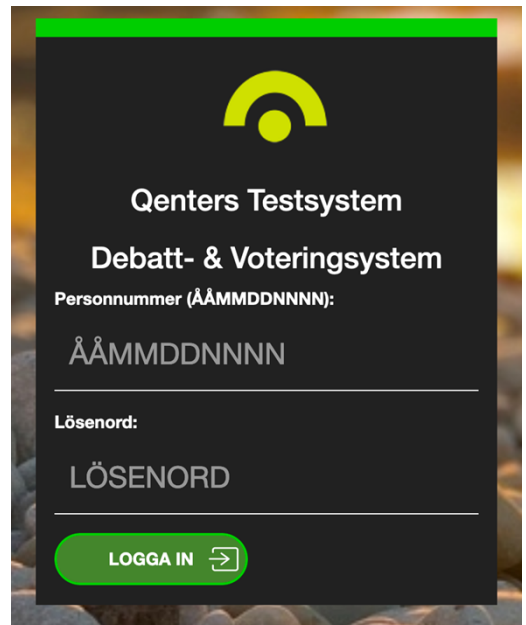 Qenters Testsystem
Debatt- & Voteringsystem
Personnummer (ÅÅMMDDNNNN):
ÅÅMMDDNNNN
Lösenord:
LÖSENORD
LOGGA IN